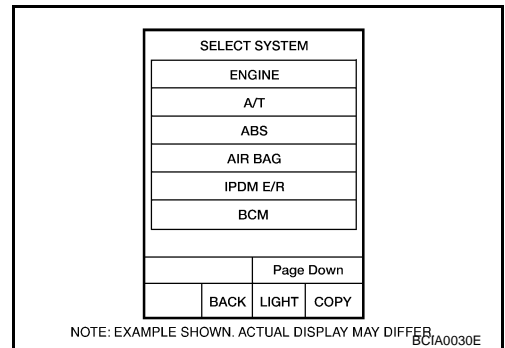 SELECT SYSTEM
ENGINE
A/T
ABS
AIR BAG
IPDM E/R
BCM
Page Down
BACK LIGHT COPY
NOTE: EXAMPLE SHOWN. ACTUAL DISPLAY MAY DIFFER.
BCIA0030E